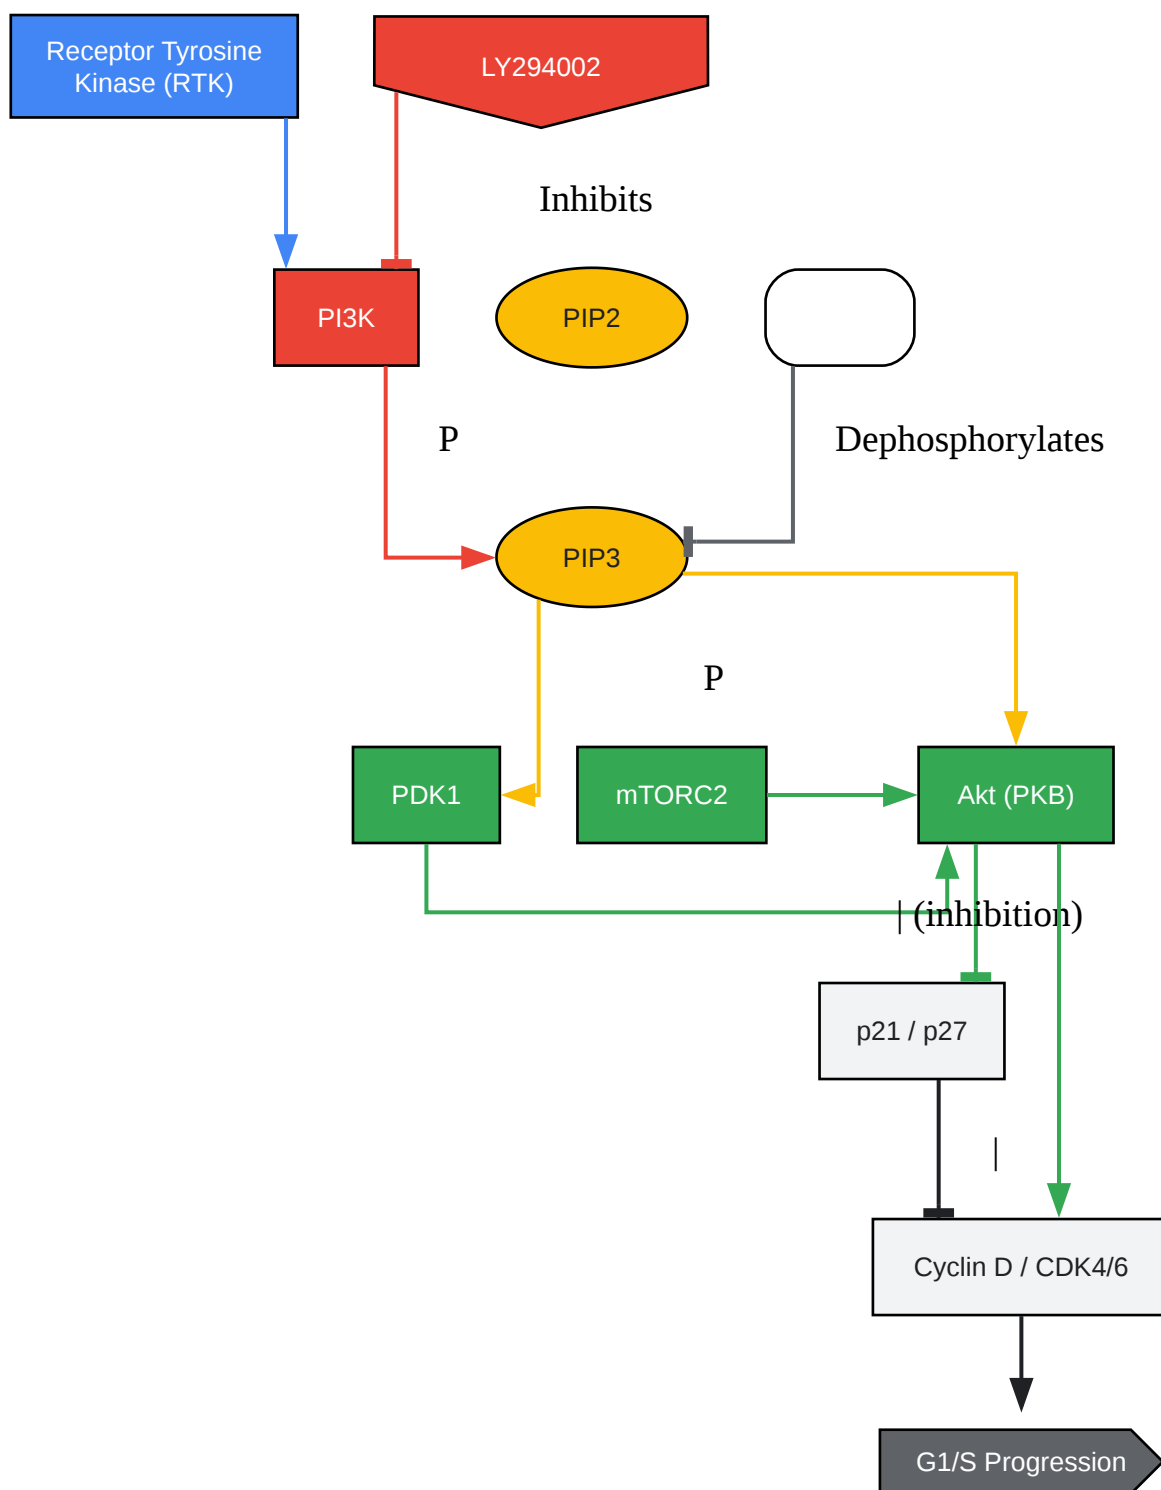 Receptor Tyrosine
Kinase (RTK)
LY294002
Inhibits
PI3K
PIP2
P
Dephosphorylates
PIP3
P
PDK1
mTORC2
Akt (PKB)
| (inhibition)
p21 / p27
|
Cyclin D / CDK4/6
G1/S Progression